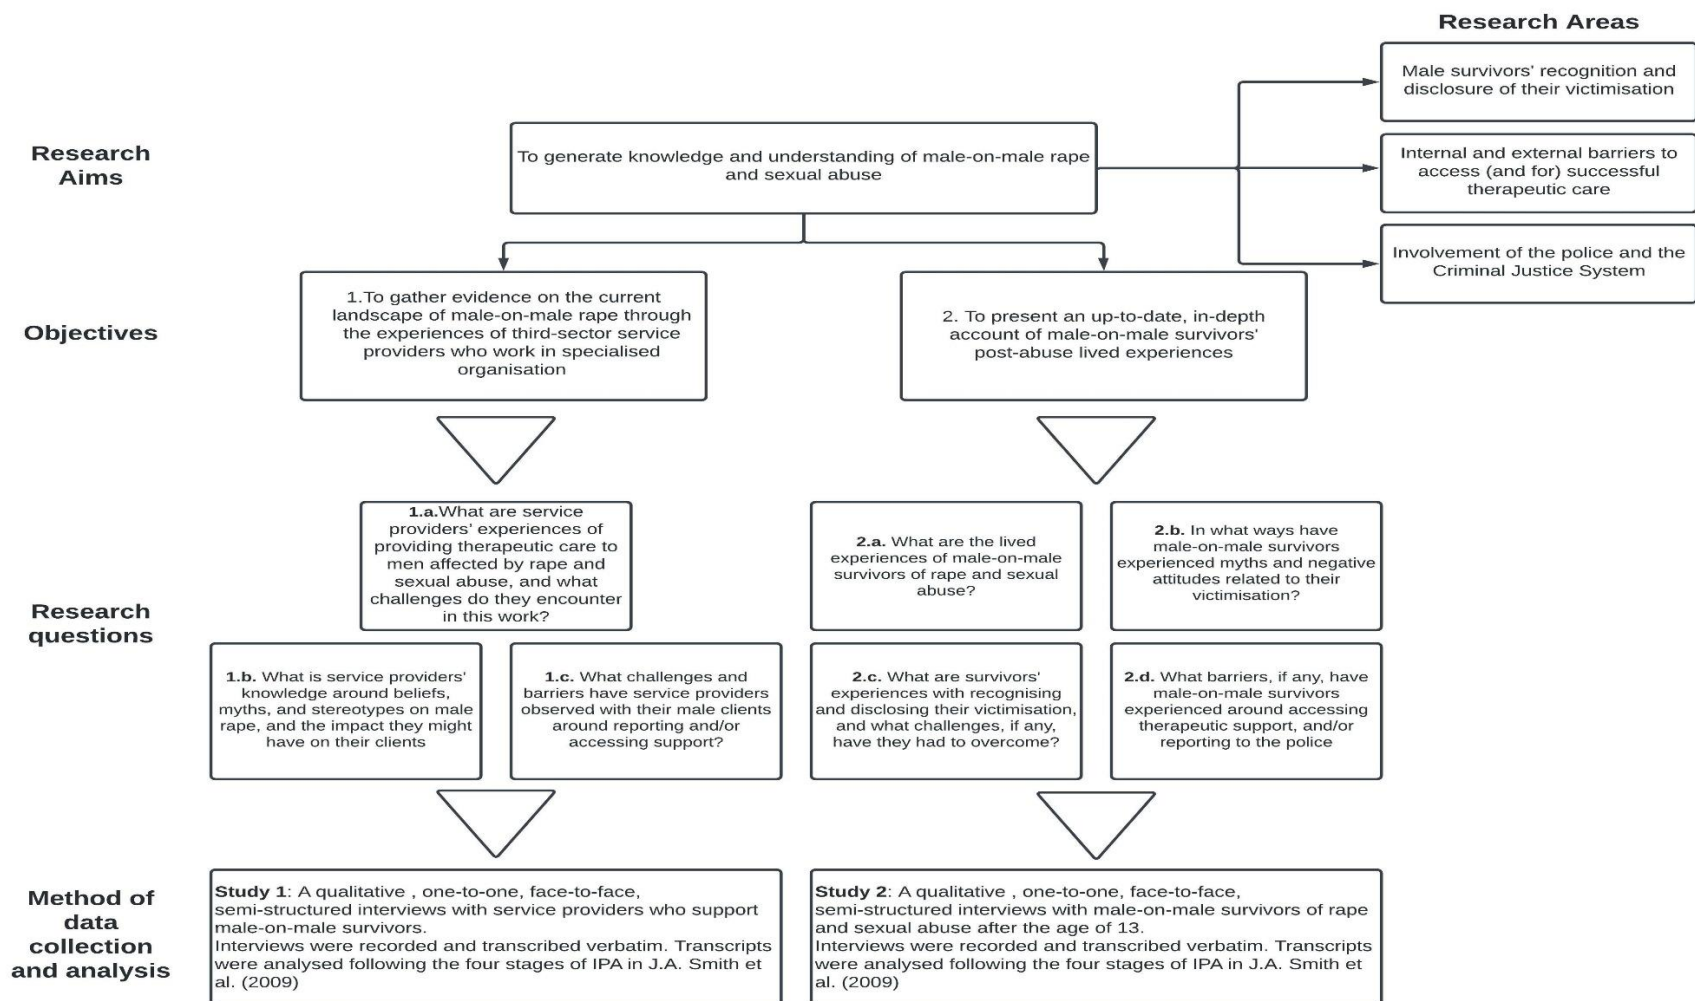 Research Areas
Male survivors' recognition and
disclosure of their victimisation
Internal and external barriers to
access (and for) successful
therapeutic care
Involvement of the police and the
Criminal Justice System
Research
Aims
To generate knowledge and understanding of male-on-male rape
and sexual abuse
Objectives
1.To gather evidence on the current
landscape of male-on-male rape through
the experiences of third-sector service
providers who work in specialised
organisation
2. To present an up-to-date, in-depth
account of male-on-male survivors'
post-abuse lived experiences
Research
questions
1.a.What are service
providers' experiences of
providing therapeutic care to
men affected by rape and
sexual abuse, and what
challenges do they encounter
in this work?
1.b. What is service providers'
knowledge around beliefs,
myths, and stereotypes on male
rape, and the impact they might
have on their clients
1.c. What challenges and
barriers have service providers
observed with their male clients
around reporting and/or
accessing support?
2.a. What are the lived
experiences of male-on-male
survivors of rape and sexual
abuse?
2.b. In what ways have
male-on-male survivors
experienced myths and negative
attitudes related to their
victimisation?
2.c. What are survivors'
experiences with recognising
and disclosing their victimisation,
and what challenges, if any,
have they had to overcome?
2.d. What barriers, if any, have
male-on-male survivors
experienced around accessing
therapeutic support, and/or
reporting to the police
Method of
data
collection
and analysis
Study 1: A qualitative , one-to-one, face-to-face,
semi-structured interviews with service providers who support
male-on-male survivors.
Interviews were recorded and transcribed verbatim. Transcripts
were analysed following the four stages of IPA in J.A. Smith et
al. (2009)
Study 2: A qualitative , one-to-one, face-to-face,
semi-structured interviews with male-on-male survivors of rape
and sexual abuse after the age of 13.
Interviews were recorded and transcribed verbatim. Transcripts
were analysed following the four stages of IPA in J.A. Smith et
al. (2009)